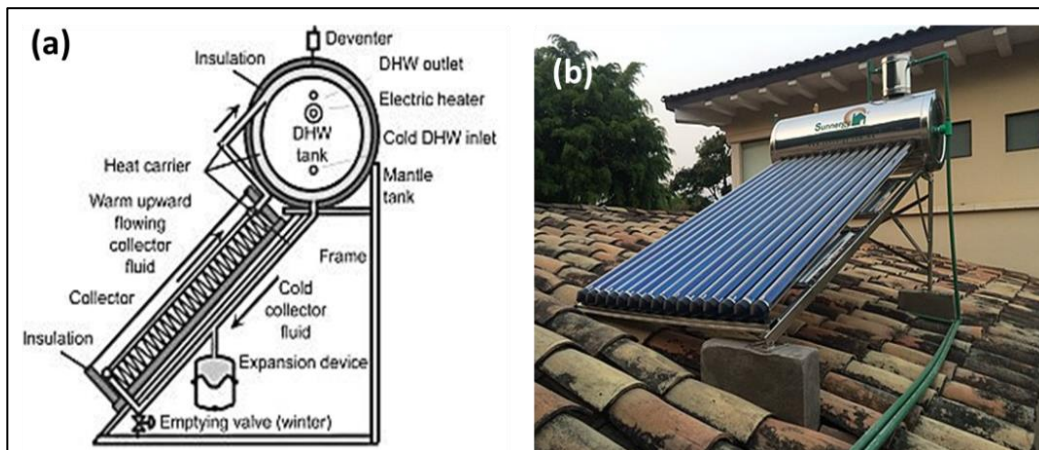 (a)
Deventer
Insulation
DHW outlet
Electric heater
DHW
tank
Cold DHW inlet
Heat carrier
Mantle
tank
Warm upward
flowing
collector
fluid
Frame
Collector
Cold
collector
fluid
Insulation
Expansion device
Emptying valve (winter)
(b)